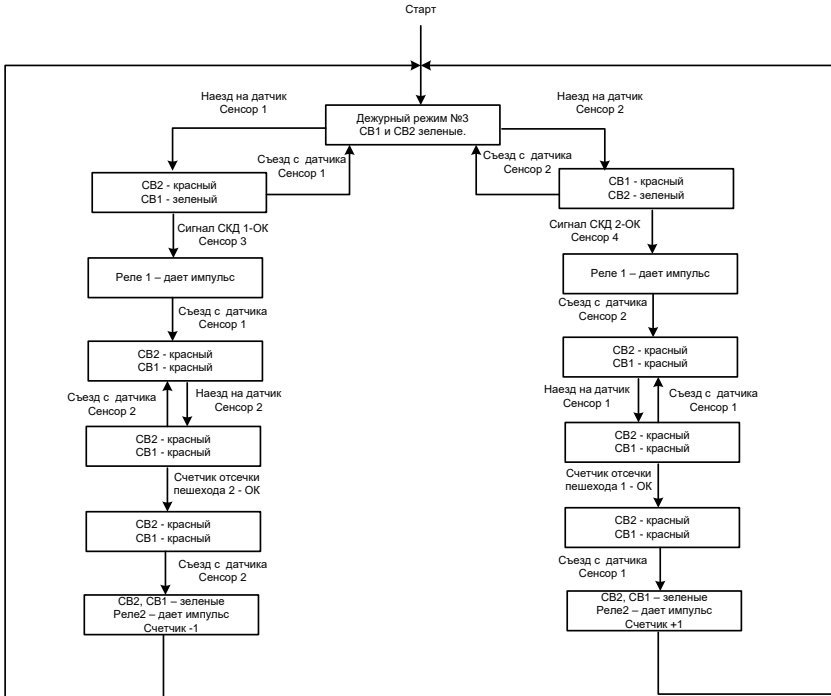 Старт
Наезд на датчик
Сенсор 1
Наезд на датчик
Сенсор 2
Дежурный режим №3
СВ1 и СВ2 зеленые.
Съезд с датчика
Сенсор 1
Съезд с датчика
Сенсор 2
СВ2 - красный
СВ1 - зеленый
СВ1 - красный
СВ2 - зеленый
Сигнал СКД 1-ОК
Сенсор 3
Сигнал СКД 2-ОК
Сенсор 4
Реле 1 – дает импульс
Реле 1 – дает импульс
Съезд с датчика
Сенсор 1
Съезд с датчика
Сенсор 2
СВ2 - красный
СВ1 - красный
СВ2 - красный
СВ1 - красный
Съезд с датчика
Сенсор 2
Наезд на датчик
Сенсор 2
Наезд на датчик
Сенсор 1
Съезд с датчика
Сенсор 1
СВ2 - красный
СВ1 - красный
СВ2 - красный
СВ1 - красный
Счетчик отсечки
пешехода 2 - ОК
Счетчик отсечки
пешехода 1 - ОК
СВ2 - красный
СВ1 - красный
СВ2 - красный
СВ1 - красный
Съезд с датчика
Сенсор 2
Съезд с датчика
Сенсор 1
СВ2, СВ1 – зеленые
Реле2 – дает импульс
Счетчик -1
СВ2, СВ1 – зеленые
Реле2 – дает импульс
Счетчик +1